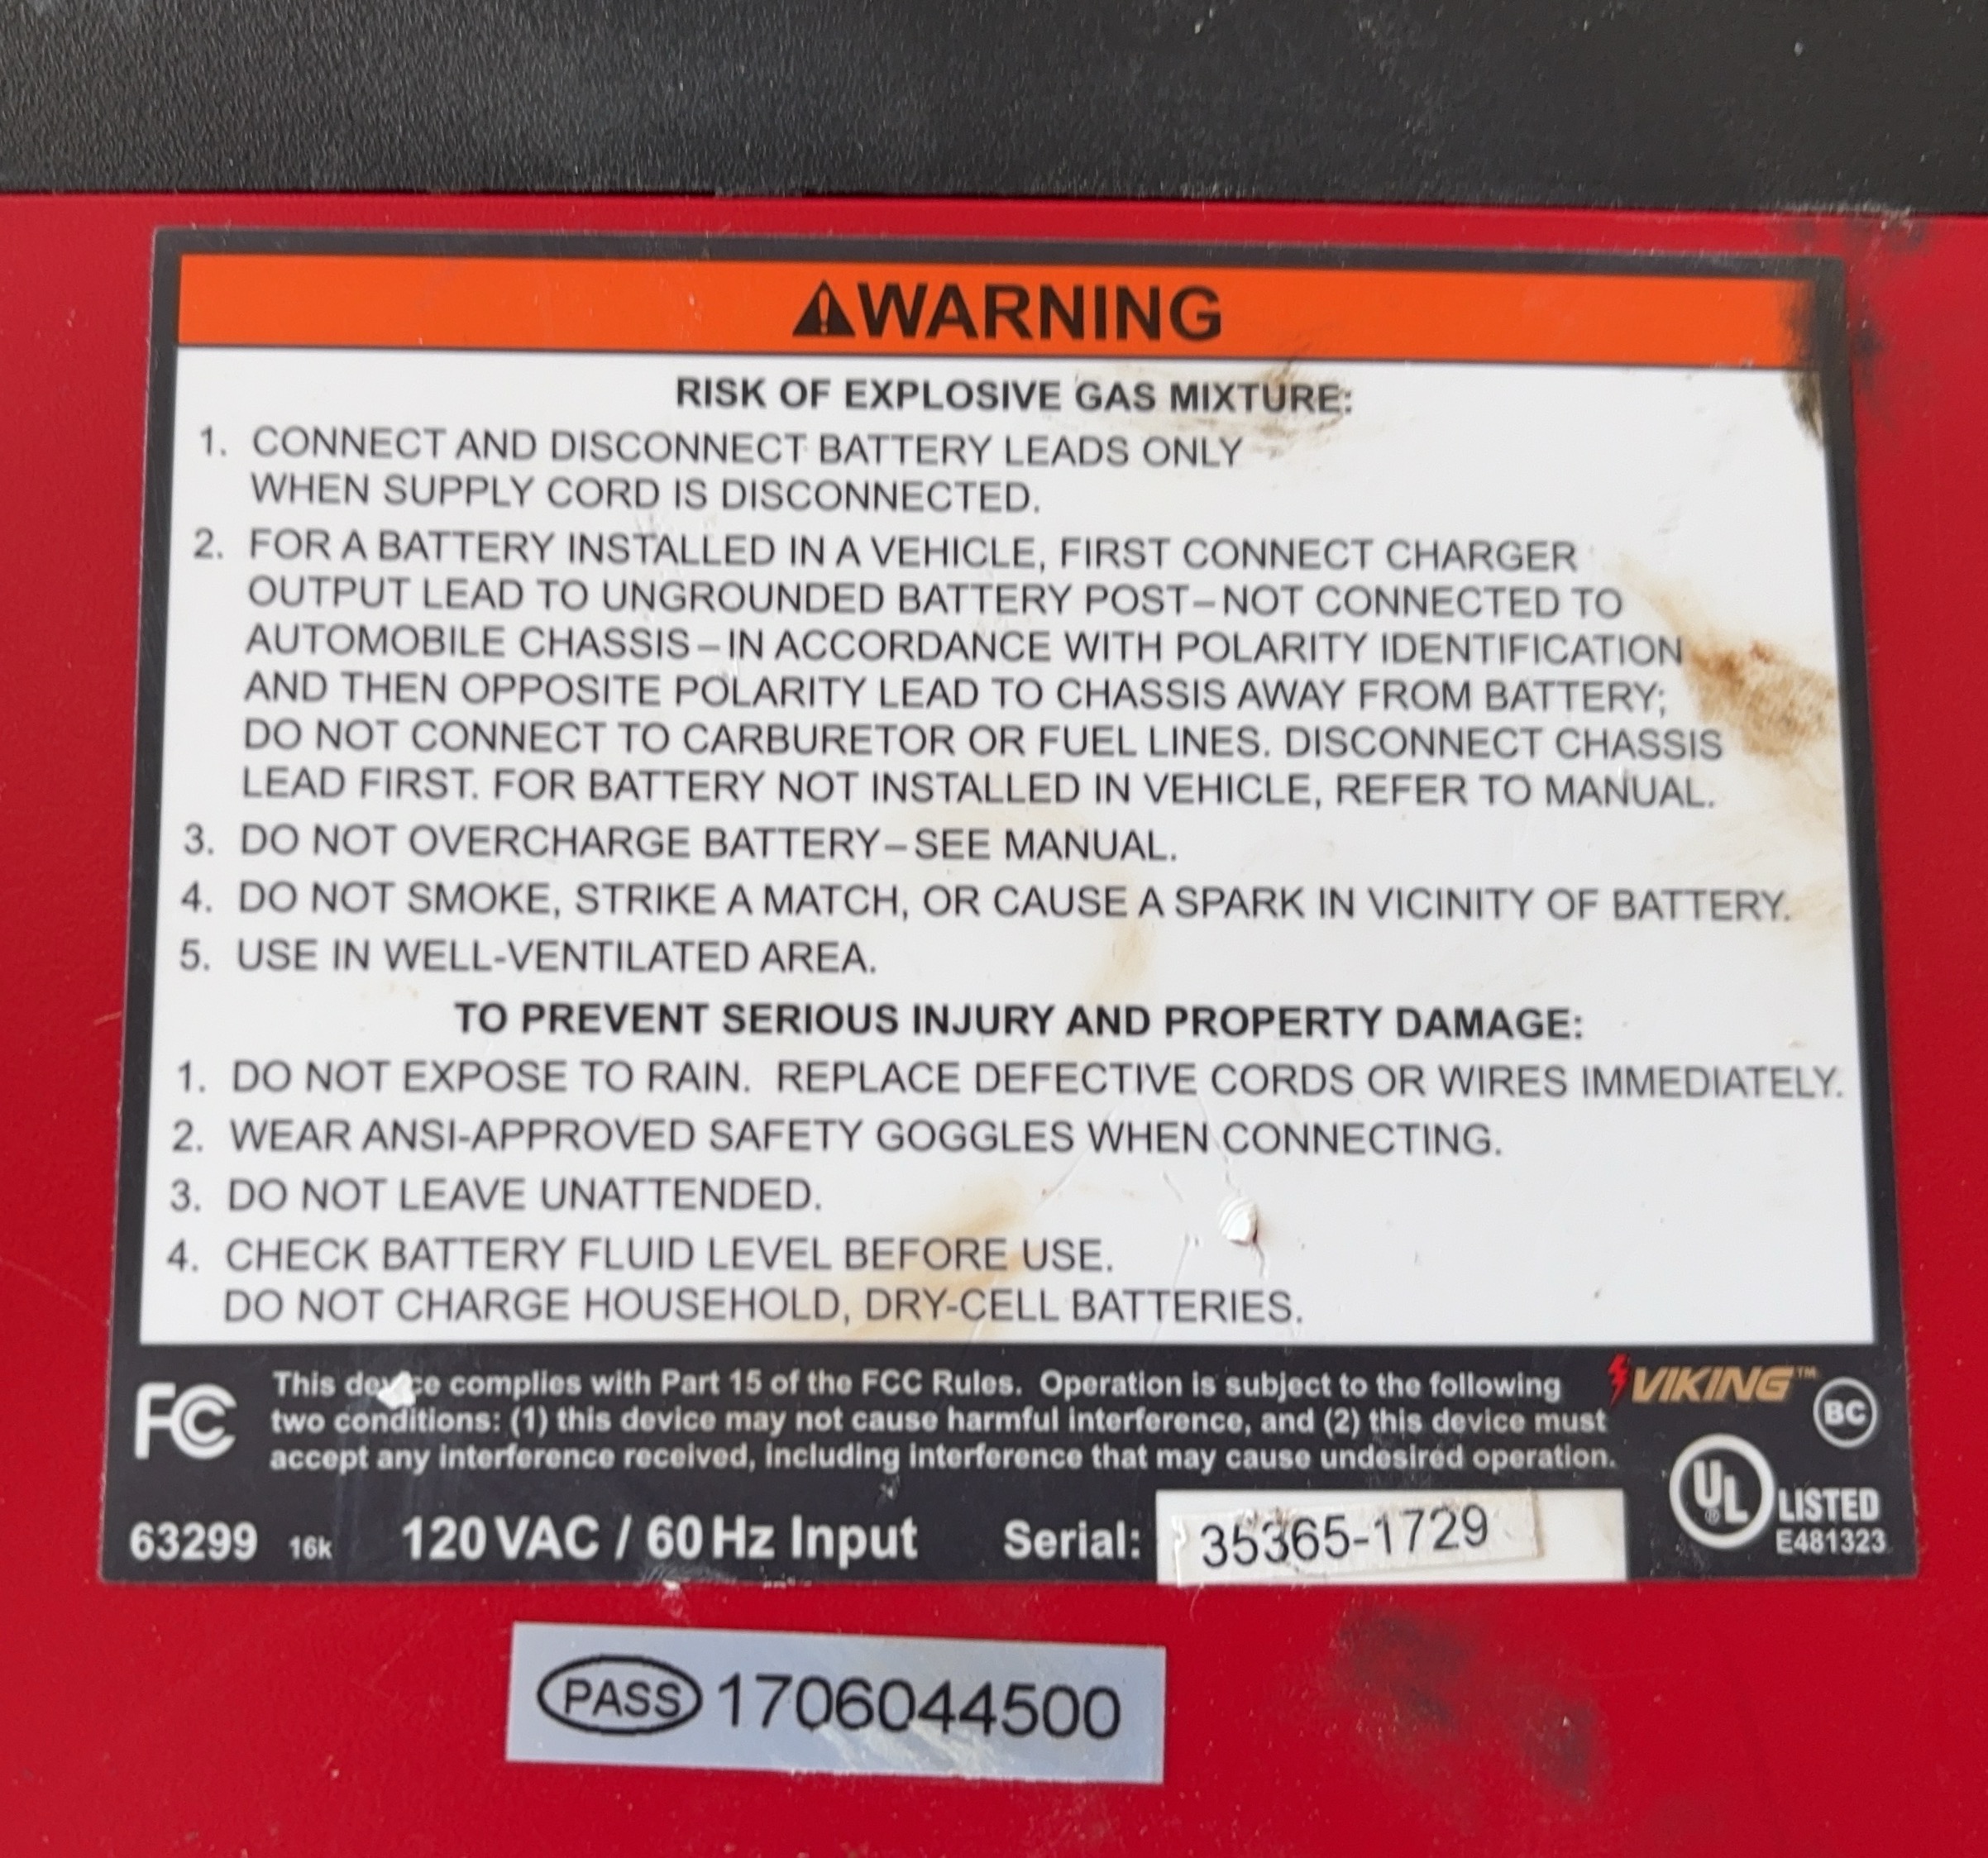 WARNING
RISK OF EXPLOSIVE GAS MIXTURE:
1. CONNECT AND DISCONNECT BATTERY LEADS ONLY
WHEN SUPPLY CORD IS DISCONNECTED.
2. FOR A BATTERY INSTALLED IN A VEHICLE, FIRST CONNECT CHARGER
OUTPUT LEAD TO UNGROUNDED BATTERY POST–NOT CONNECTED TO
AUTOMOBILE CHASSIS–IN ACCORDANCE WITH POLARITY IDENTIFICATION
AND THEN OPPOSITE POLARITY LEAD TO CHASSIS AWAY FROM BATTERY;
DO NOT CONNECT TO CARBURETOR OR FUEL LINES. DISCONNECT CHASSIS
LEAD FIRST. FOR BATTERY NOT INSTALLED IN VEHICLE, REFER TO MANUAL.
3. DO NOT OVERCHARGE BATTERY–SEE MANUAL.
4. DO NOT SMOKE, STRIKE A MATCH, OR CAUSE A SPARK IN VICINITY OF BATTERY.
5. USE IN WELL-VENTILATED AREA.
TO PREVENT SERIOUS INJURY AND PROPERTY DAMAGE:
1. DO NOT EXPOSE TO RAIN. REPLACE DEFECTIVE CORDS OR WIRES IMMEDIATELY.
2. WEAR ANSI-APPROVED SAFETY GOGGLES WHEN CONNECTING.
3. DO NOT LEAVE UNATTENDED.
4. CHECK BATTERY FLUID LEVEL BEFORE USE.
DO NOT CHARGE HOUSEHOLD, DRY-CELL BATTERIES.
FC This device complies with Part 15 of the FCC Rules. Operation is subject to the following
two conditions: (1) this device may not cause harmful interference, and (2) this device must
accept any interference received, including interference that may cause undesired operation.
VIKING™
BC
UL® LISTED
E481323
63299 16k 120 VAC / 60 Hz Input Serial: 35365-1729
PASS 1706044500